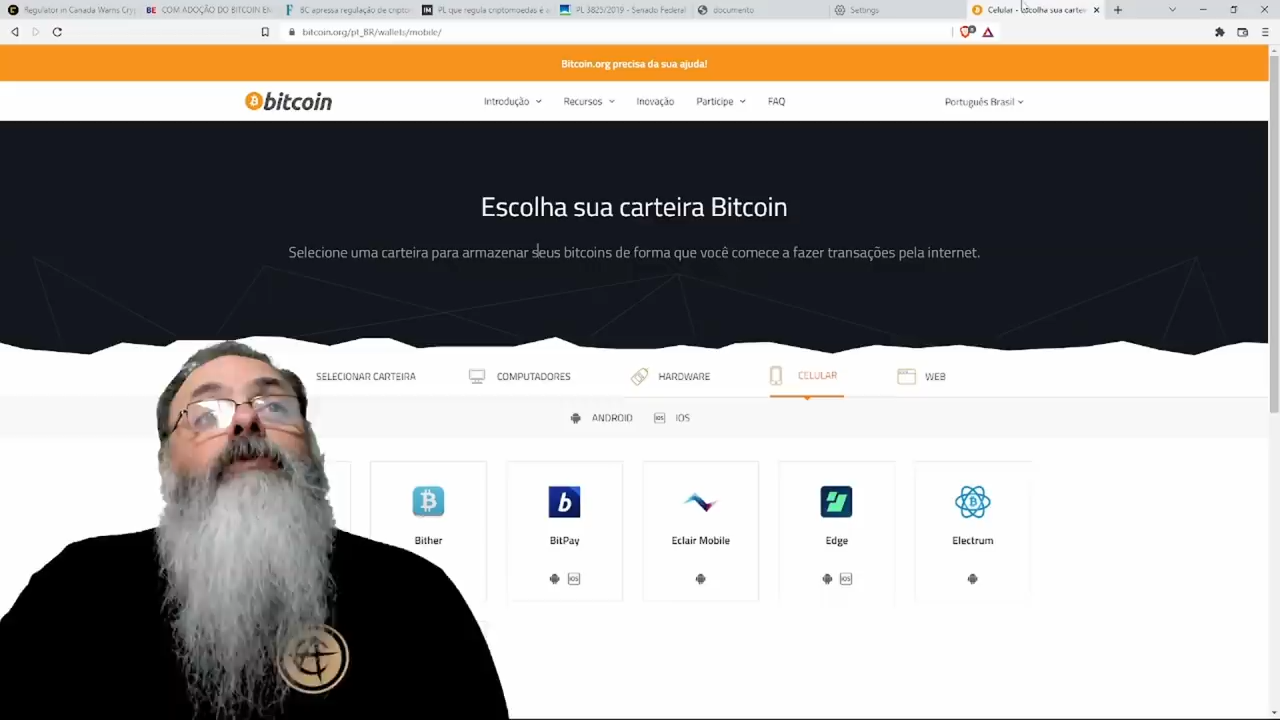 Regulator in Canada Warns Cry
COM ADOÇÃO DO BITCOIN EM
BC apressa regulação de cripto
PL que regula criptomoedas é a
PL 3825/2019 - Senado Federal
documento
Settings
Celular - Escolha sua carteir
bitcoin.org/pt_BR/wallets/mobile/
Bitcoin.org precisa da sua ajuda!
bitcoin
Introdução
Recursos
Inovação
Participe
FAQ
Português Brasil
Escolha sua carteira Bitcoin
Selecione uma carteira para armazenar seus bitcoins de forma que você comece a fazer transações pela internet.
SELECIONAR CARTEIRA
COMPUTADORES
HARDWARE
CELULAR
WEB
ANDROID
IOS
Bither
BitPay
Eclair Mobile
Edge
Electrum